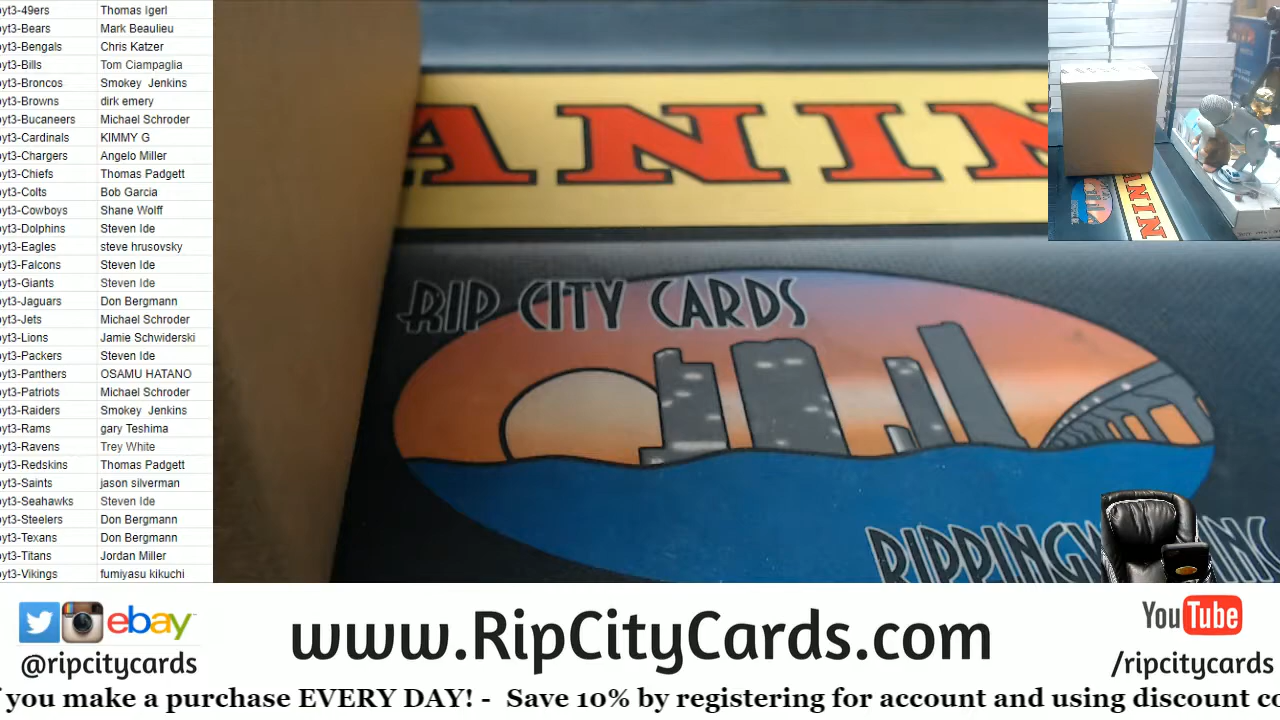 yt3-49ers Thomas Igerl
yt3-Bears Mark Beaulieu
yt3-Bengals Chris Katzer
yt3-Bills Tom Ciampaglia
yt3-Broncos Smokey Jenkins
yt3-Browns dirk emery
yt3-Bucaneers Michael Schroder
yt3-Cardinals KIMMY G
yt3-Chargers Angelo Miller
yt3-Chiefs Thomas Padgett
yt3-Colts Bob Garcia
yt3-Cowboys Shane Wolff
yt3-Dolphins Steven Ide
yt3-Eagles steve hrusovsky
yt3-Falcons Steven Ide
yt3-Giants Steven Ide
yt3-Jaguars Don Bergmann
yt3-Jets Michael Schroder
yt3-Lions Jamie Schwiderski
yt3-Packers Steven Ide
yt3-Panthers OSAMU HATANO
yt3-Patriots Michael Schroder
yt3-Raiders Smokey Jenkins
yt3-Rams gary Teshima
yt3-Ravens Trey White
yt3-Redskins Thomas Padgett
yt3-Saints jason silverman
yt3-Seahawks Steven Ide
yt3-Steelers Don Bergmann
yt3-Texans Don Bergmann
yt3-Titans Jordan Miller
yt3-Vikings fumiyasu kikuchi
ANIN
RIP CITY CARDS
ANIN
ebay
@ripcitycards
www.RipCityCards.com
YouTube
/ripcitycards
you make a purchase EVERY DAY! - Save 10% by registering for account and using discount